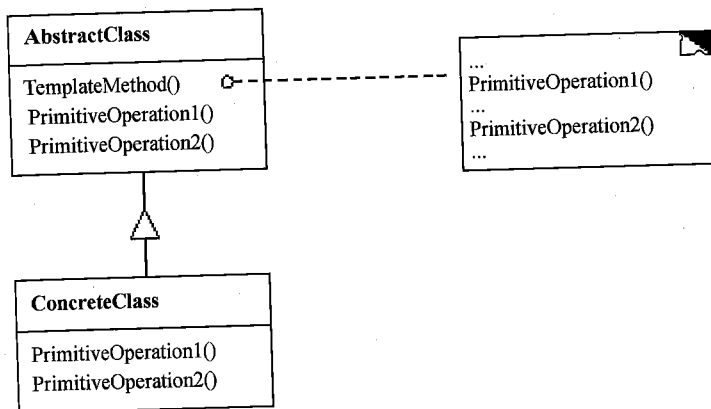 AbstractClass
TemplateMethod()
PrimitiveOperation1()
PrimitiveOperation2()
...
PrimitiveOperation1()
...
PrimitiveOperation2()
...
ConcreteClass
PrimitiveOperation1()
PrimitiveOperation2()